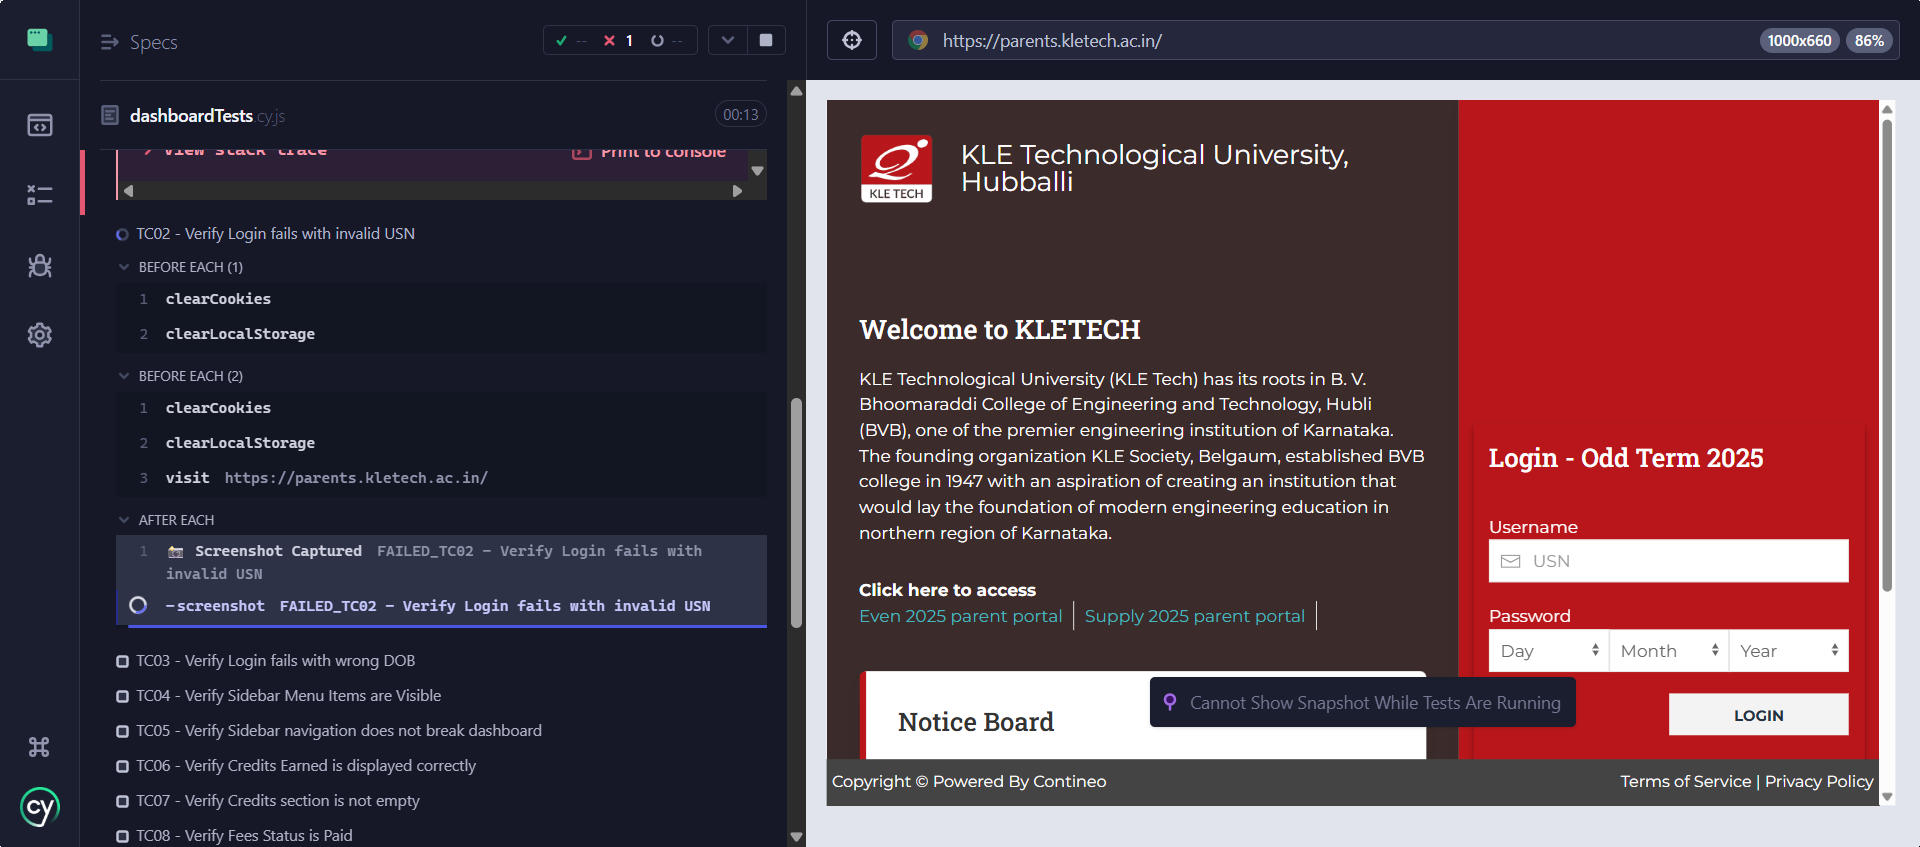 Specs
-- 1 --
dashboardTests.cy.js
00:13
View stack trace
Print to console
TC02 - Verify Login fails with invalid USN
BEFORE EACH (1)
1 clearCookies
2 clearLocalStorage
BEFORE EACH (2)
1 clearCookies
2 clearLocalStorage
3 visit https://parents.kletech.ac.in/
AFTER EACH
1 Screenshot Captured FAILED_TC02 - Verify Login fails with
invalid USN
-screenshot FAILED_TC02 - Verify Login fails with invalid USN
TC03 - Verify Login fails with wrong DOB
TC04 - Verify Sidebar Menu Items are Visible
TC05 - Verify Sidebar navigation does not break dashboard
TC06 - Verify Credits Earned is displayed correctly
TC07 - Verify Credits section is not empty
TC08 - Verify Fees Status is Paid
cy
https://parents.kletech.ac.in/
1000x660
86%
KLE TECH
KLE Technological University,
Hubballi
Welcome to KLETECH
KLE Technological University (KLE Tech) has its roots in B. V.
Bhoomaraddi College of Engineering and Technology, Hubli
(BVB), one of the premier engineering institution of Karnataka.
The founding organization KLE Society, Belgaum, established BVB
college in 1947 with an aspiration of creating an institution that
would lay the foundation of modern engineering education in
northern region of Karnataka.
Click here to access
Even 2025 parent portal
Supply 2025 parent portal
Notice Board
Login - Odd Term 2025
Username
USN
Password
Day
Month
Year
Cannot Show Snapshot While Tests Are Running
LOGIN
Copyright © Powered By Contineo
Terms of Service | Privacy Policy